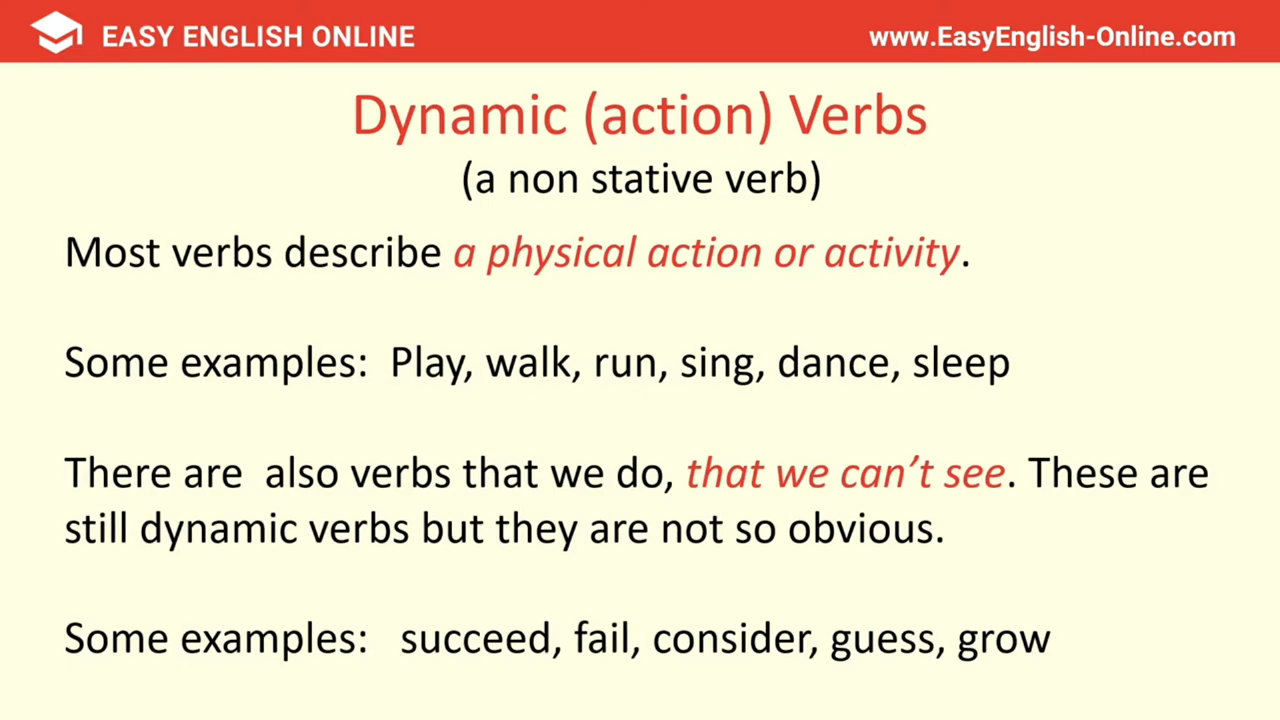 EASY ENGLISH ONLINE
www.EasyEnglish-Online.com
Dynamic (action) Verbs
(a non stative verb)
Most verbs describe a physical action or activity.
Some examples: Play, walk, run, sing, dance, sleep
There are also verbs that we do, that we can’t see. These are
still dynamic verbs but they are not so obvious.
Some examples: succeed, fail, consider, guess, grow